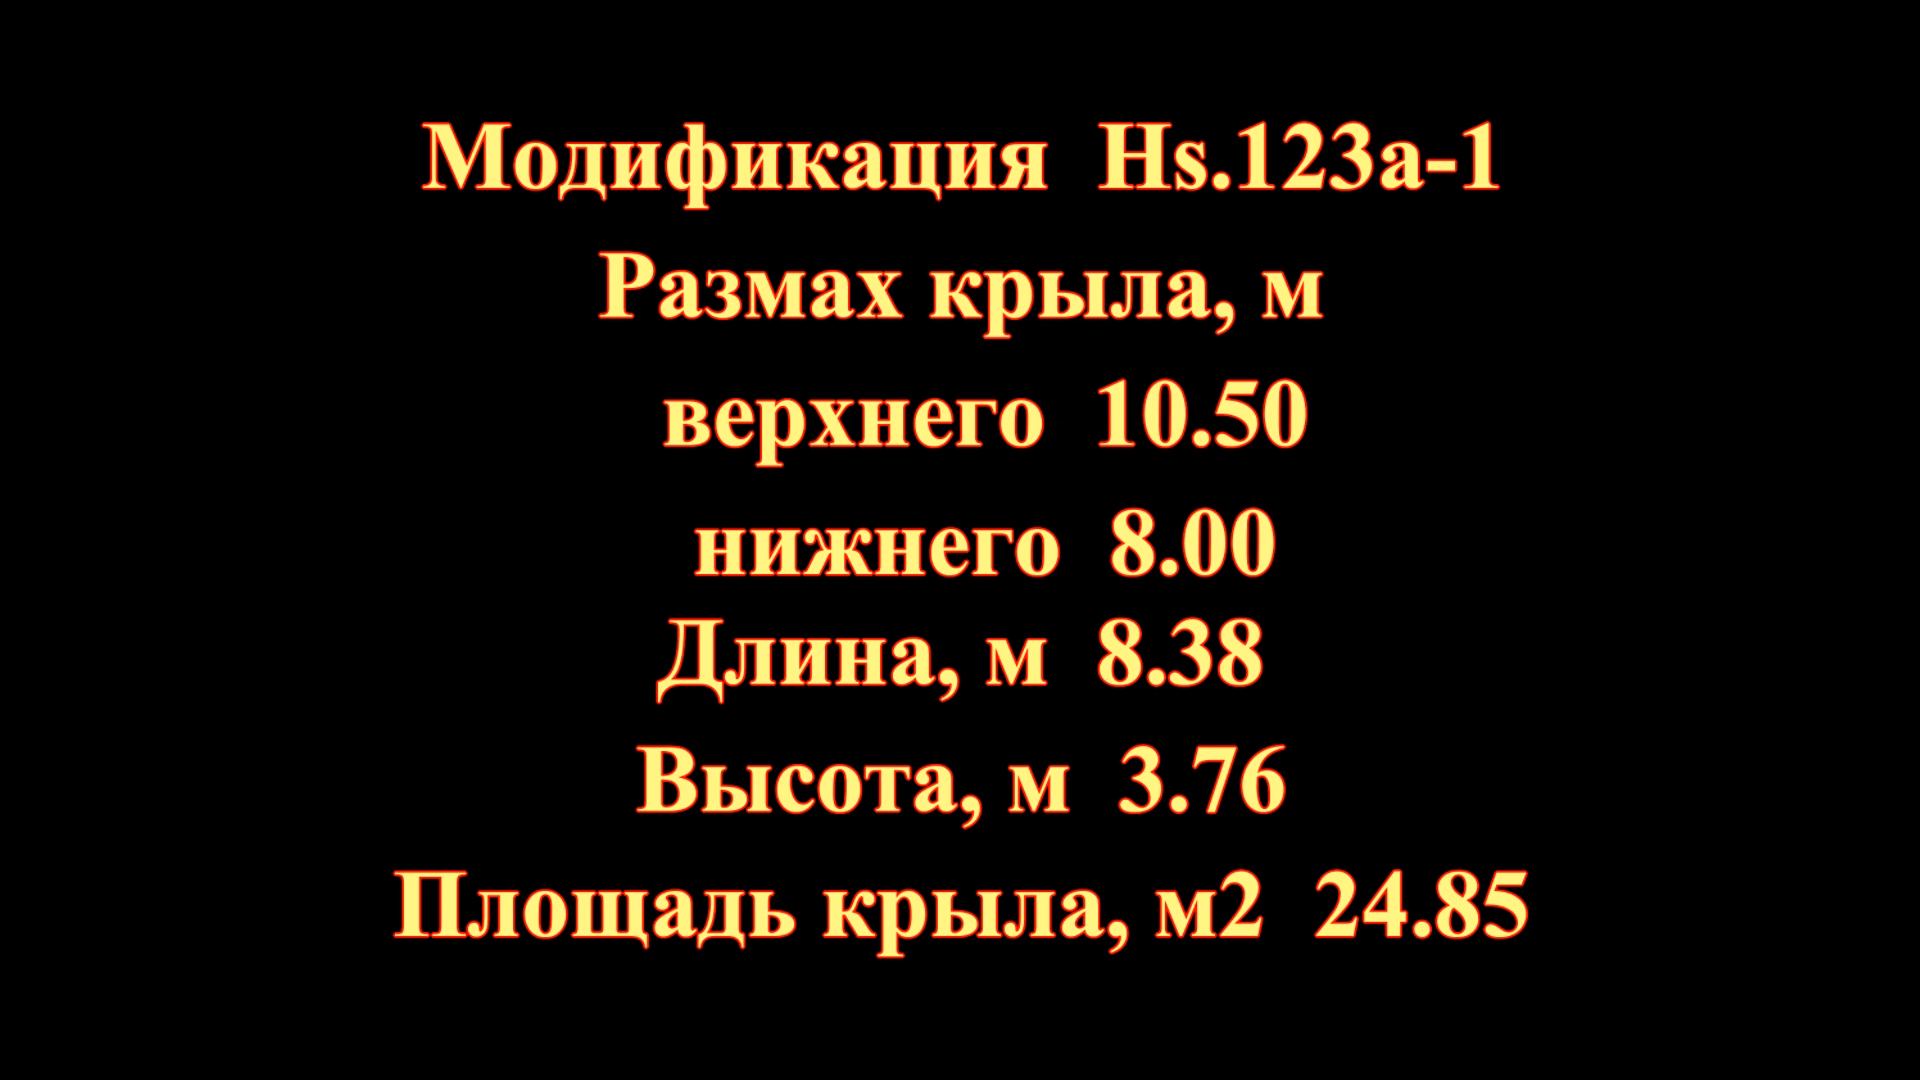 Модификация Hs.123a-1
Размах крыла, м
верхнего 10.50
нижнего 8.00
Длина, м 8.38
Высота, м 3.76
Площадь крыла, м2 24.85